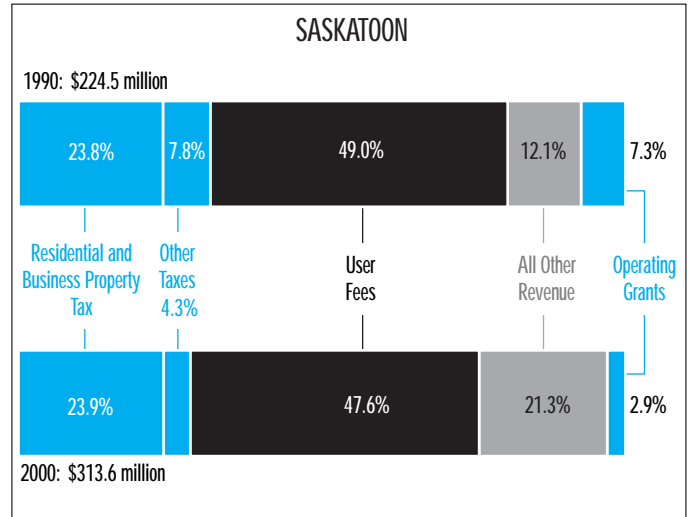 SASKATOON
1990: $224.5 million
23.8% 7.8% 49.0% 12.1% 7.3%
Residential and
Business Property
Tax
Other
Taxes
4.3%
User
Fees
All Other
Revenue
Operating
Grants
23.9% 47.6% 21.3% 2.9%
2000: $313.6 million